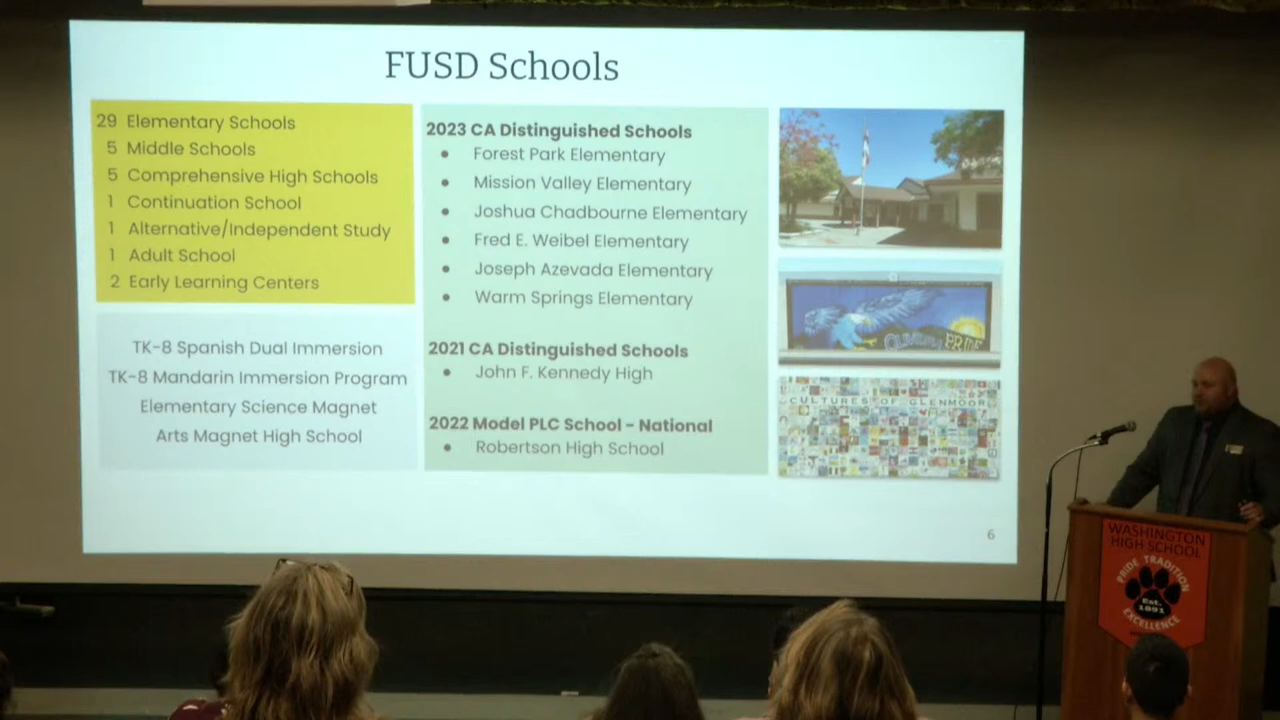 FUSD Schools
29 Elementary Schools
5 Middle Schools
5 Comprehensive High Schools
1 Continuation School
1 Alternative/Independent Study
1 Adult School
2 Early Learning Centers
TK-8 Spanish Dual Immersion
TK-8 Mandarin Immersion Program
Elementary Science Magnet
Arts Magnet High School
2023 CA Distinguished Schools
• Forest Park Elementary
• Mission Valley Elementary
• Joshua Chadbourne Elementary
• Fred E. Weibel Elementary
• Joseph Azevada Elementary
• Warm Springs Elementary
2021 CA Distinguished Schools
• John F. Kennedy High
2022 Model PLC School - National
• Robertson High School
PRIDE
CULTURES OF GLENMOOR
6
WASHINGTON
HIGH SCHOOL
PRIDE TRADITION
Est.
1891
EXCELLENCE